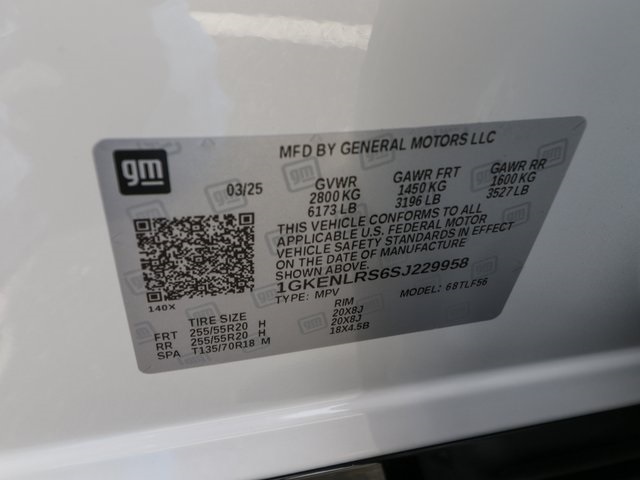 gm
MFD BY GENERAL MOTORS LLC
03/25
GVWR GAWR FRT GAWR RR
2800 KG 1450 KG 1600 KG
6173 LB 3196 LB 3527 LB
THIS VEHICLE CONFORMS TO ALL
APPLICABLE U.S. FEDERAL MOTOR
VEHICLE SAFETY STANDARDS IN EFFECT
ON THE DATE OF MANUFACTURE
SHOWN ABOVE.
1GKENLRS6SJ229958
TYPE: MPV MODEL: 68TLF56
140X
TIRE SIZE RIM
FRT 255/55R20 H 20X8J
RR 255/55R20 H 20X8J
SPA T135/70R18 M 18X4.5B